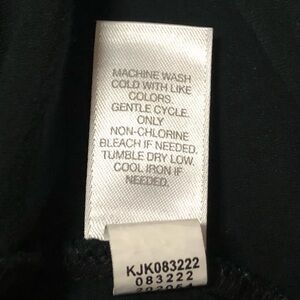 MACHINE WASH
COLD WITH LIKE
COLORS.
GENTLE CYCLE.
ONLY
NON-CHLORINE
BLEACH IF NEEDED.
TUMBLE DRY LOW.
COOL IRON IF
NEEDED.
KJK083222
083222